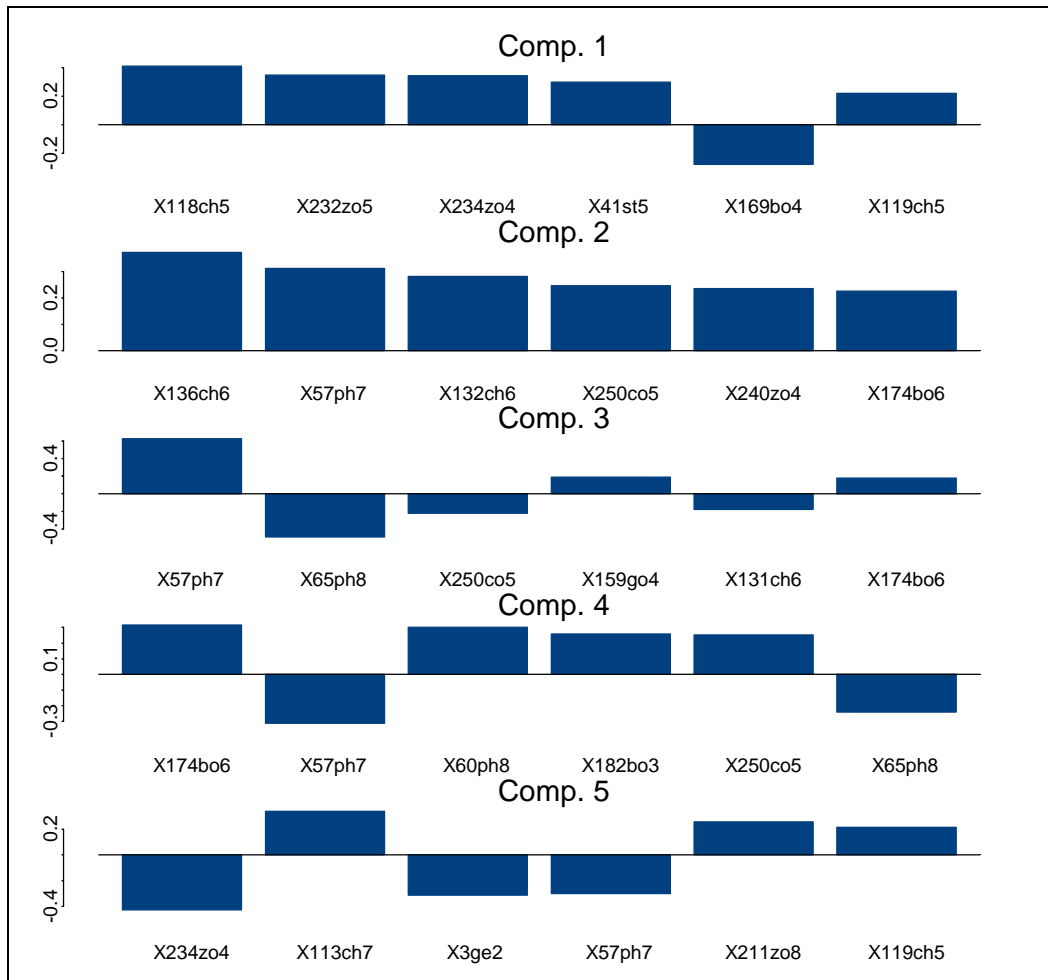 Comp. 1
0.2
-0.2
X118ch5 X232zo5 X234zo4 X41st5 X169bo4 X119ch5
Comp. 2
0.2
0.0
X136ch6 X57ph7 X132ch6 X250co5 X240zo4 X174bo6
Comp. 3
0.4
-0.4
X57ph7 X65ph8 X250co5 X159go4 X131ch6 X174bo6
Comp. 4
0.1
-0.3
X174bo6 X57ph7 X60ph8 X182bo3 X250co5 X65ph8
Comp. 5
0.2
-0.4
X234zo4 X113ch7 X3ge2 X57ph7 X211zo8 X119ch5